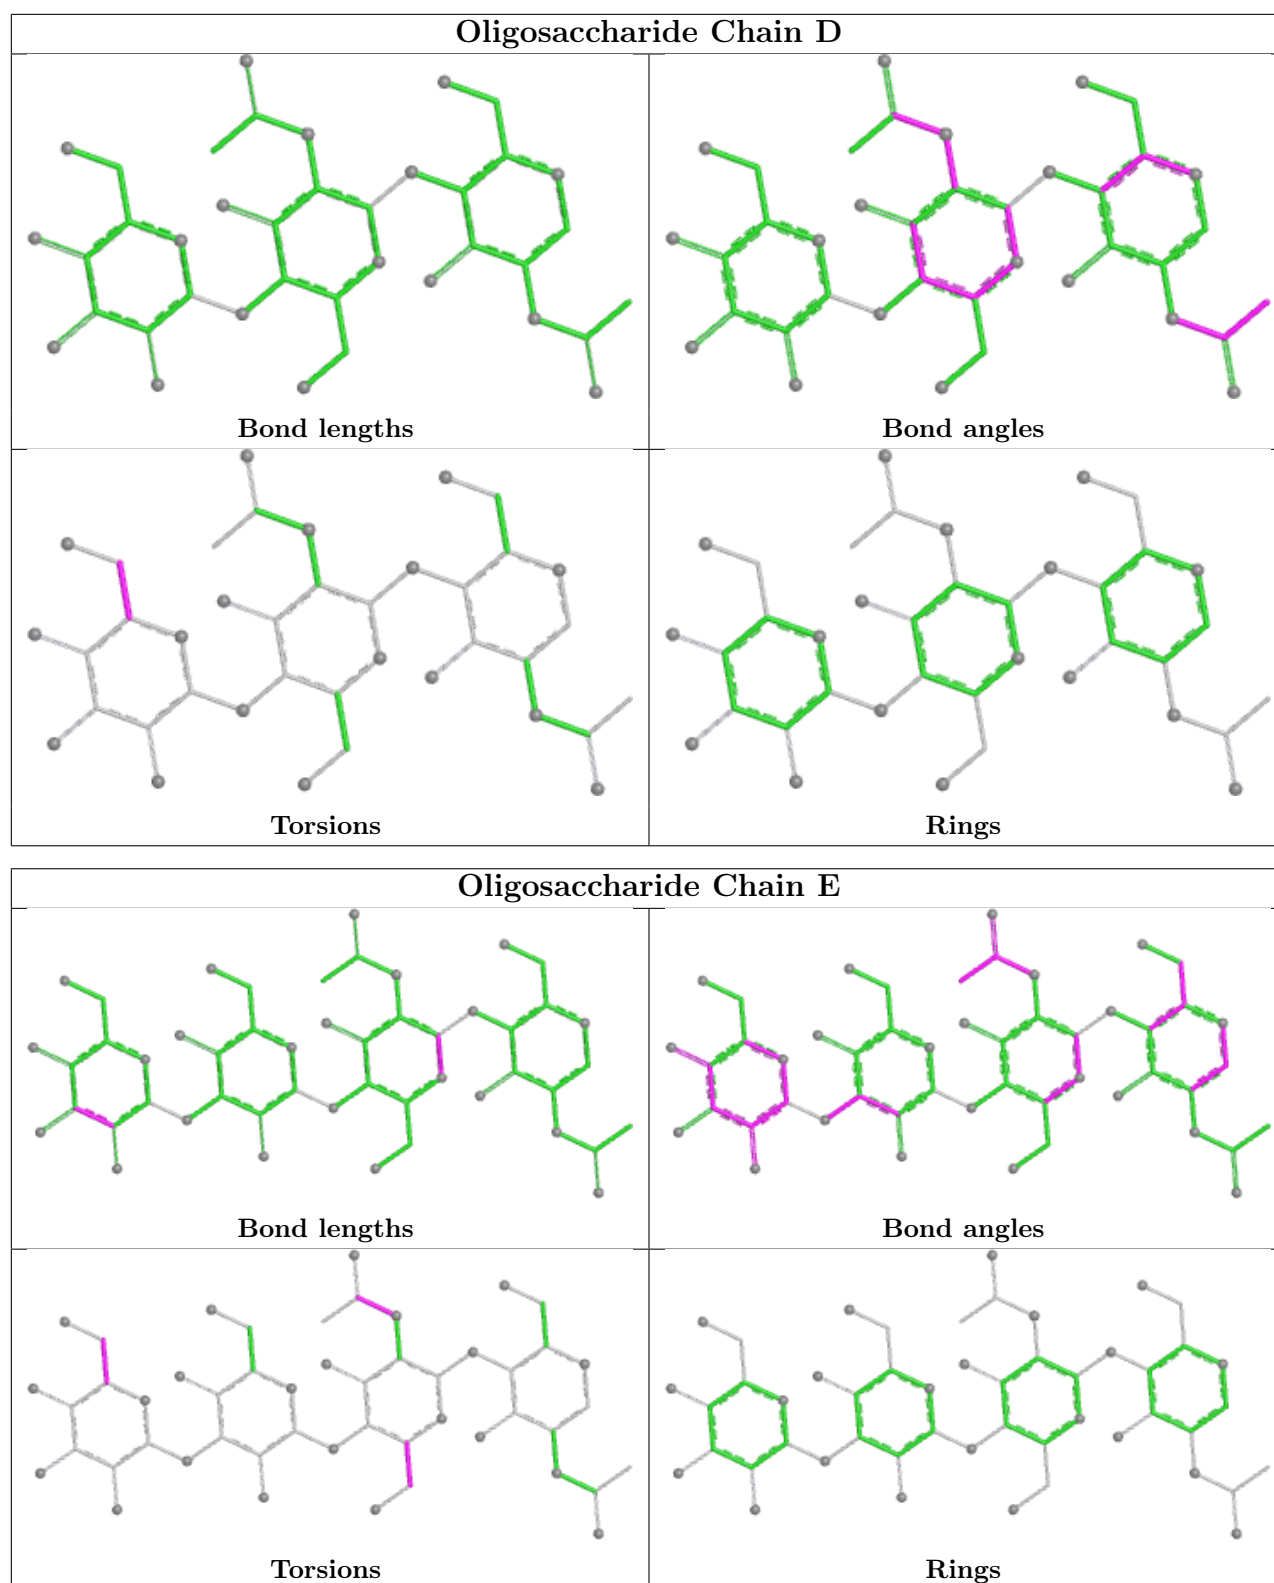 Oligosaccharide Chain D
Bond lengths
Bond angles
Torsions
Rings
Oligosaccharide Chain E
Bond lengths
Bond angles
Torsions
Rings